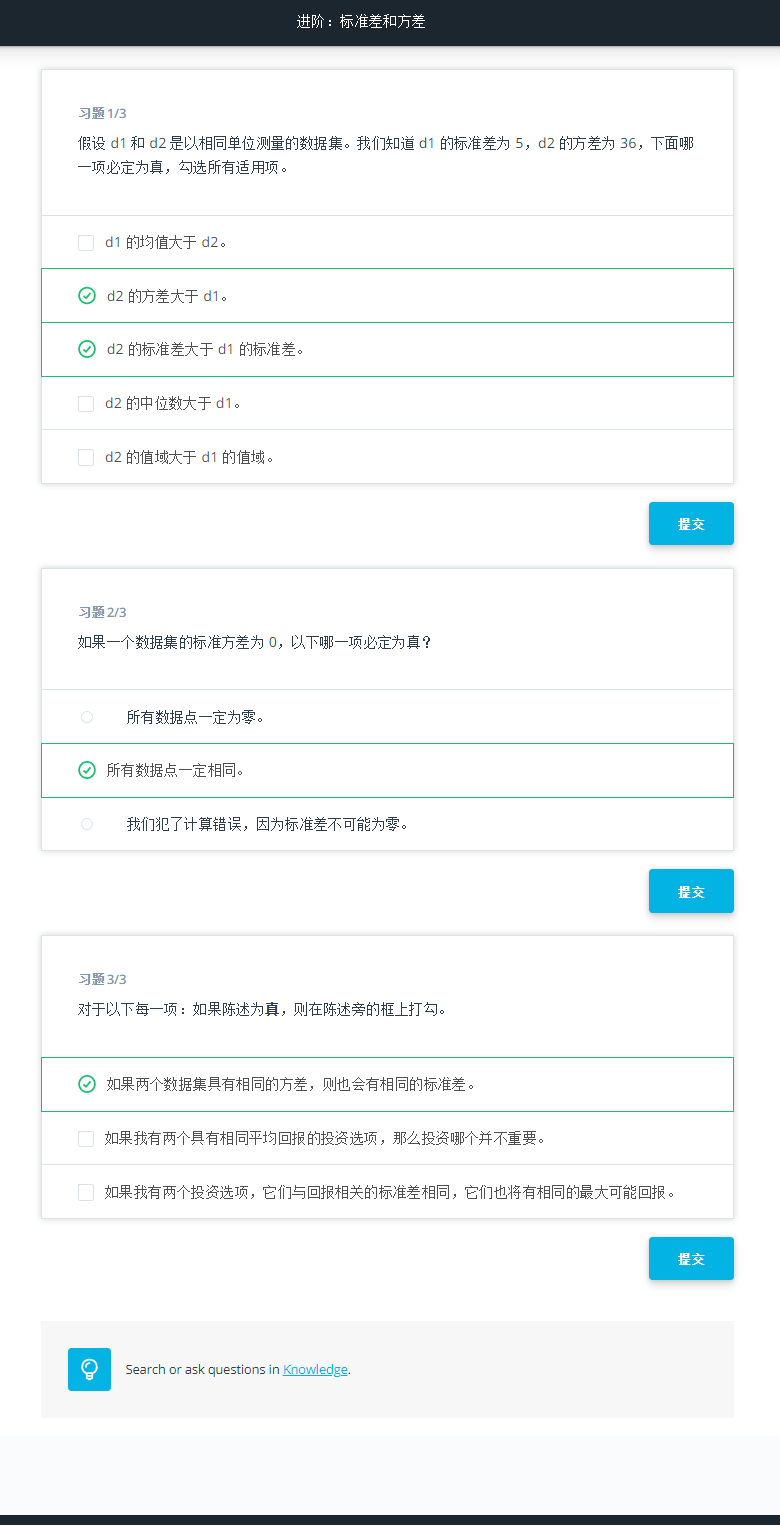 进阶：标准差和方差
习题 1/3
假设 d1 和 d2 是以相同单位测量的数据集。我们知道 d1 的标准差为 5，d2 的方差为 36，下面哪
一项必定为真，勾选所有适用项。
d1 的均值大于 d2。
d2 的方差大于 d1。
d2 的标准差大于 d1 的标准差。
d2 的中位数大于 d1。
d2 的值域大于 d1 的值域。
提交
习题 2/3
如果一个数据集的标准方差为 0，以下哪一项必定为真？
所有数据点一定为零。
所有数据点一定相同。
我们犯了计算错误，因为标准差不可能为零。
提交
习题 3/3
对于以下每一项：如果陈述为真，则在陈述旁的框上打勾。
如果两个数据集具有相同的方差，则也会有相同的标准差。
如果我有两个具有相同平均回报的投资选项，那么投资哪个并不重要。
如果我有两个投资选项，它们与回报相关的标准差相同，它们也将有相同的最大可能回报。
提交
Search or ask questions in Knowledge.